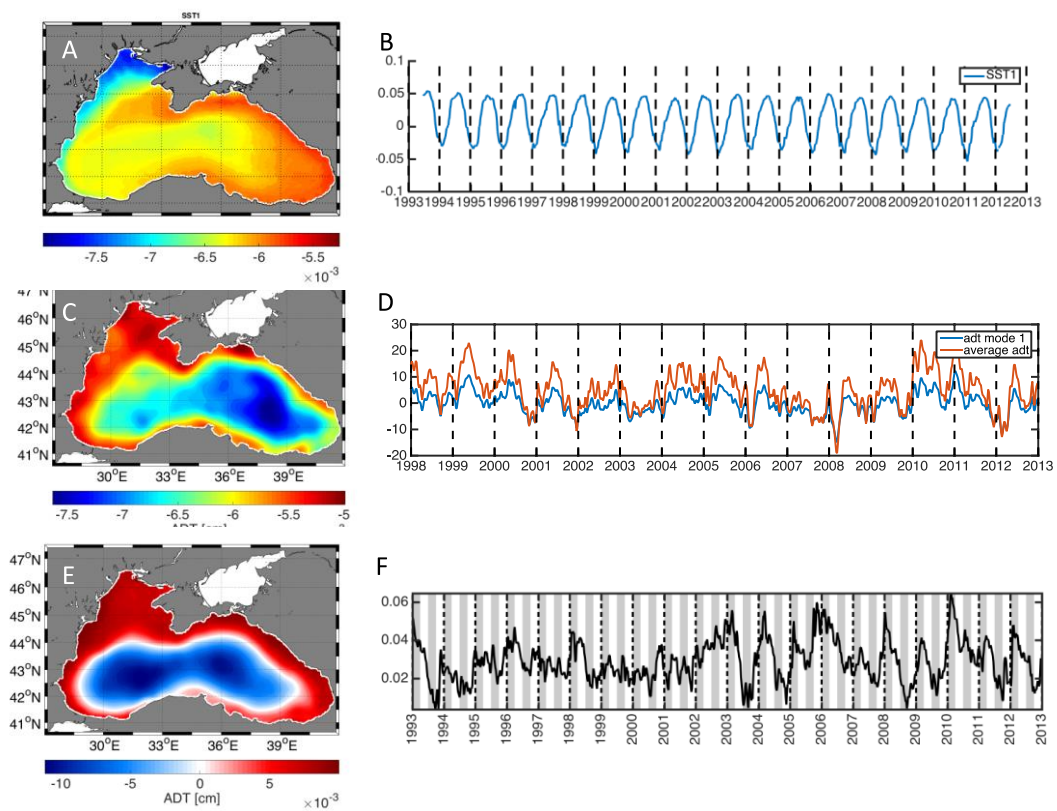 SST1
A
-7.5 -7 -6.5 -6 -5.5
×10⁻³
B
0.1
0.05
0
-0.05
-0.1
SST1
1993 1994 1995 1996 1997 1998 1999 2000 2001 2002 2003 2004 2005 2006 2007 2008 2009 2010 2011 2012 2013
C
47°N
46°N
45°N
44°N
43°N
42°N
41°N
30°E 33°E 36°E 39°E
-7.5 -7 -6.5 -6 -5.5 -5
ADT [cm]
D
30
20
10
0
-10
-20
adt mode 1
average adt
1998 1999 2000 2001 2002 2003 2004 2005 2006 2007 2008 2009 2010 2011 2012 2013
E
47°N
46°N
45°N
44°N
43°N
42°N
41°N
30°E 33°E 36°E 39°E
-10 -5 0 5
ADT [cm]
×10⁻³
F
0.06
0.04
0.02
1993 1994 1995 1996 1997 1998 1999 2000 2001 2002 2003 2004 2005 2006 2007 2008 2009 2010 2011 2012 2013